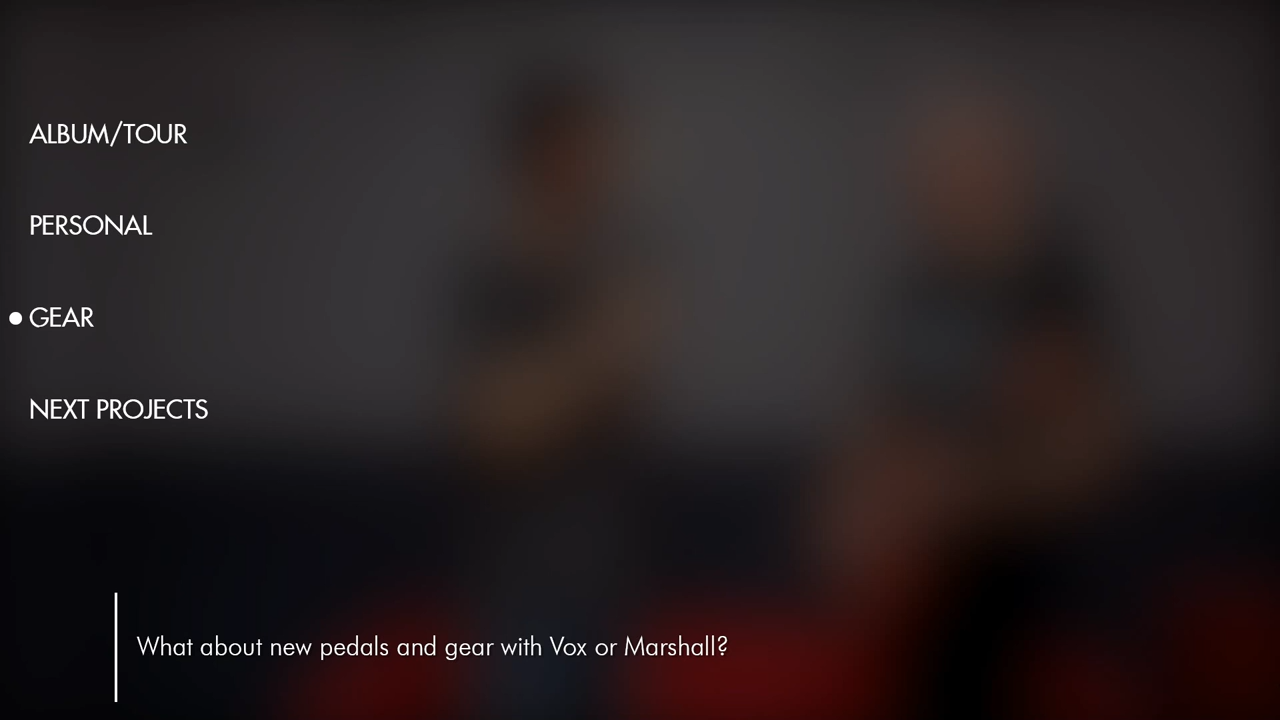 ALBUM/TOUR
PERSONAL
GEAR
NEXT PROJECTS
What about new pedals and gear with Vox or Marshall?